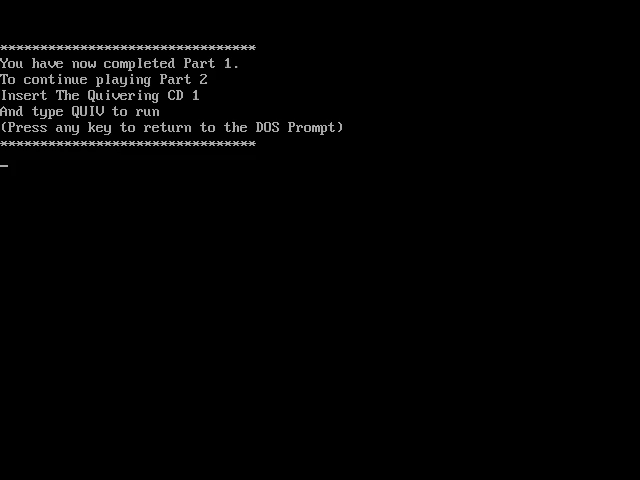 ********************************
You have now completed Part 1.
To continue playing Part 2
Insert The Quivering CD 1
And type QUIV to run
(Press any key to return to the DOS Prompt)
********************************
_